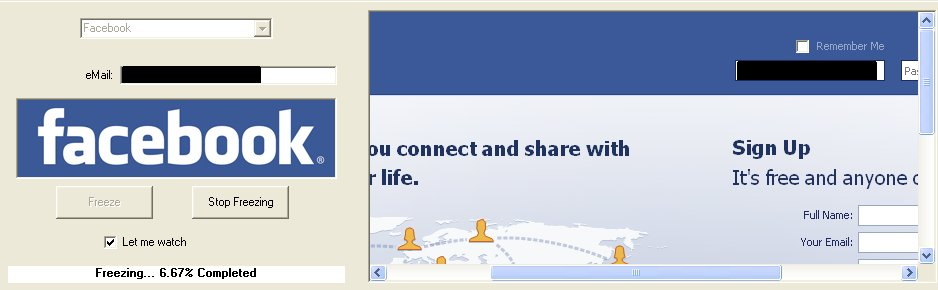 Facebook
eMail:
facebook®
Freeze
Stop Freezing
Let me watch
Freezing... 6.67% Completed
Remember Me
Pas
ou connect and share with
r life.
Sign Up
It's free and anyone c
Full Name:
Your Email: